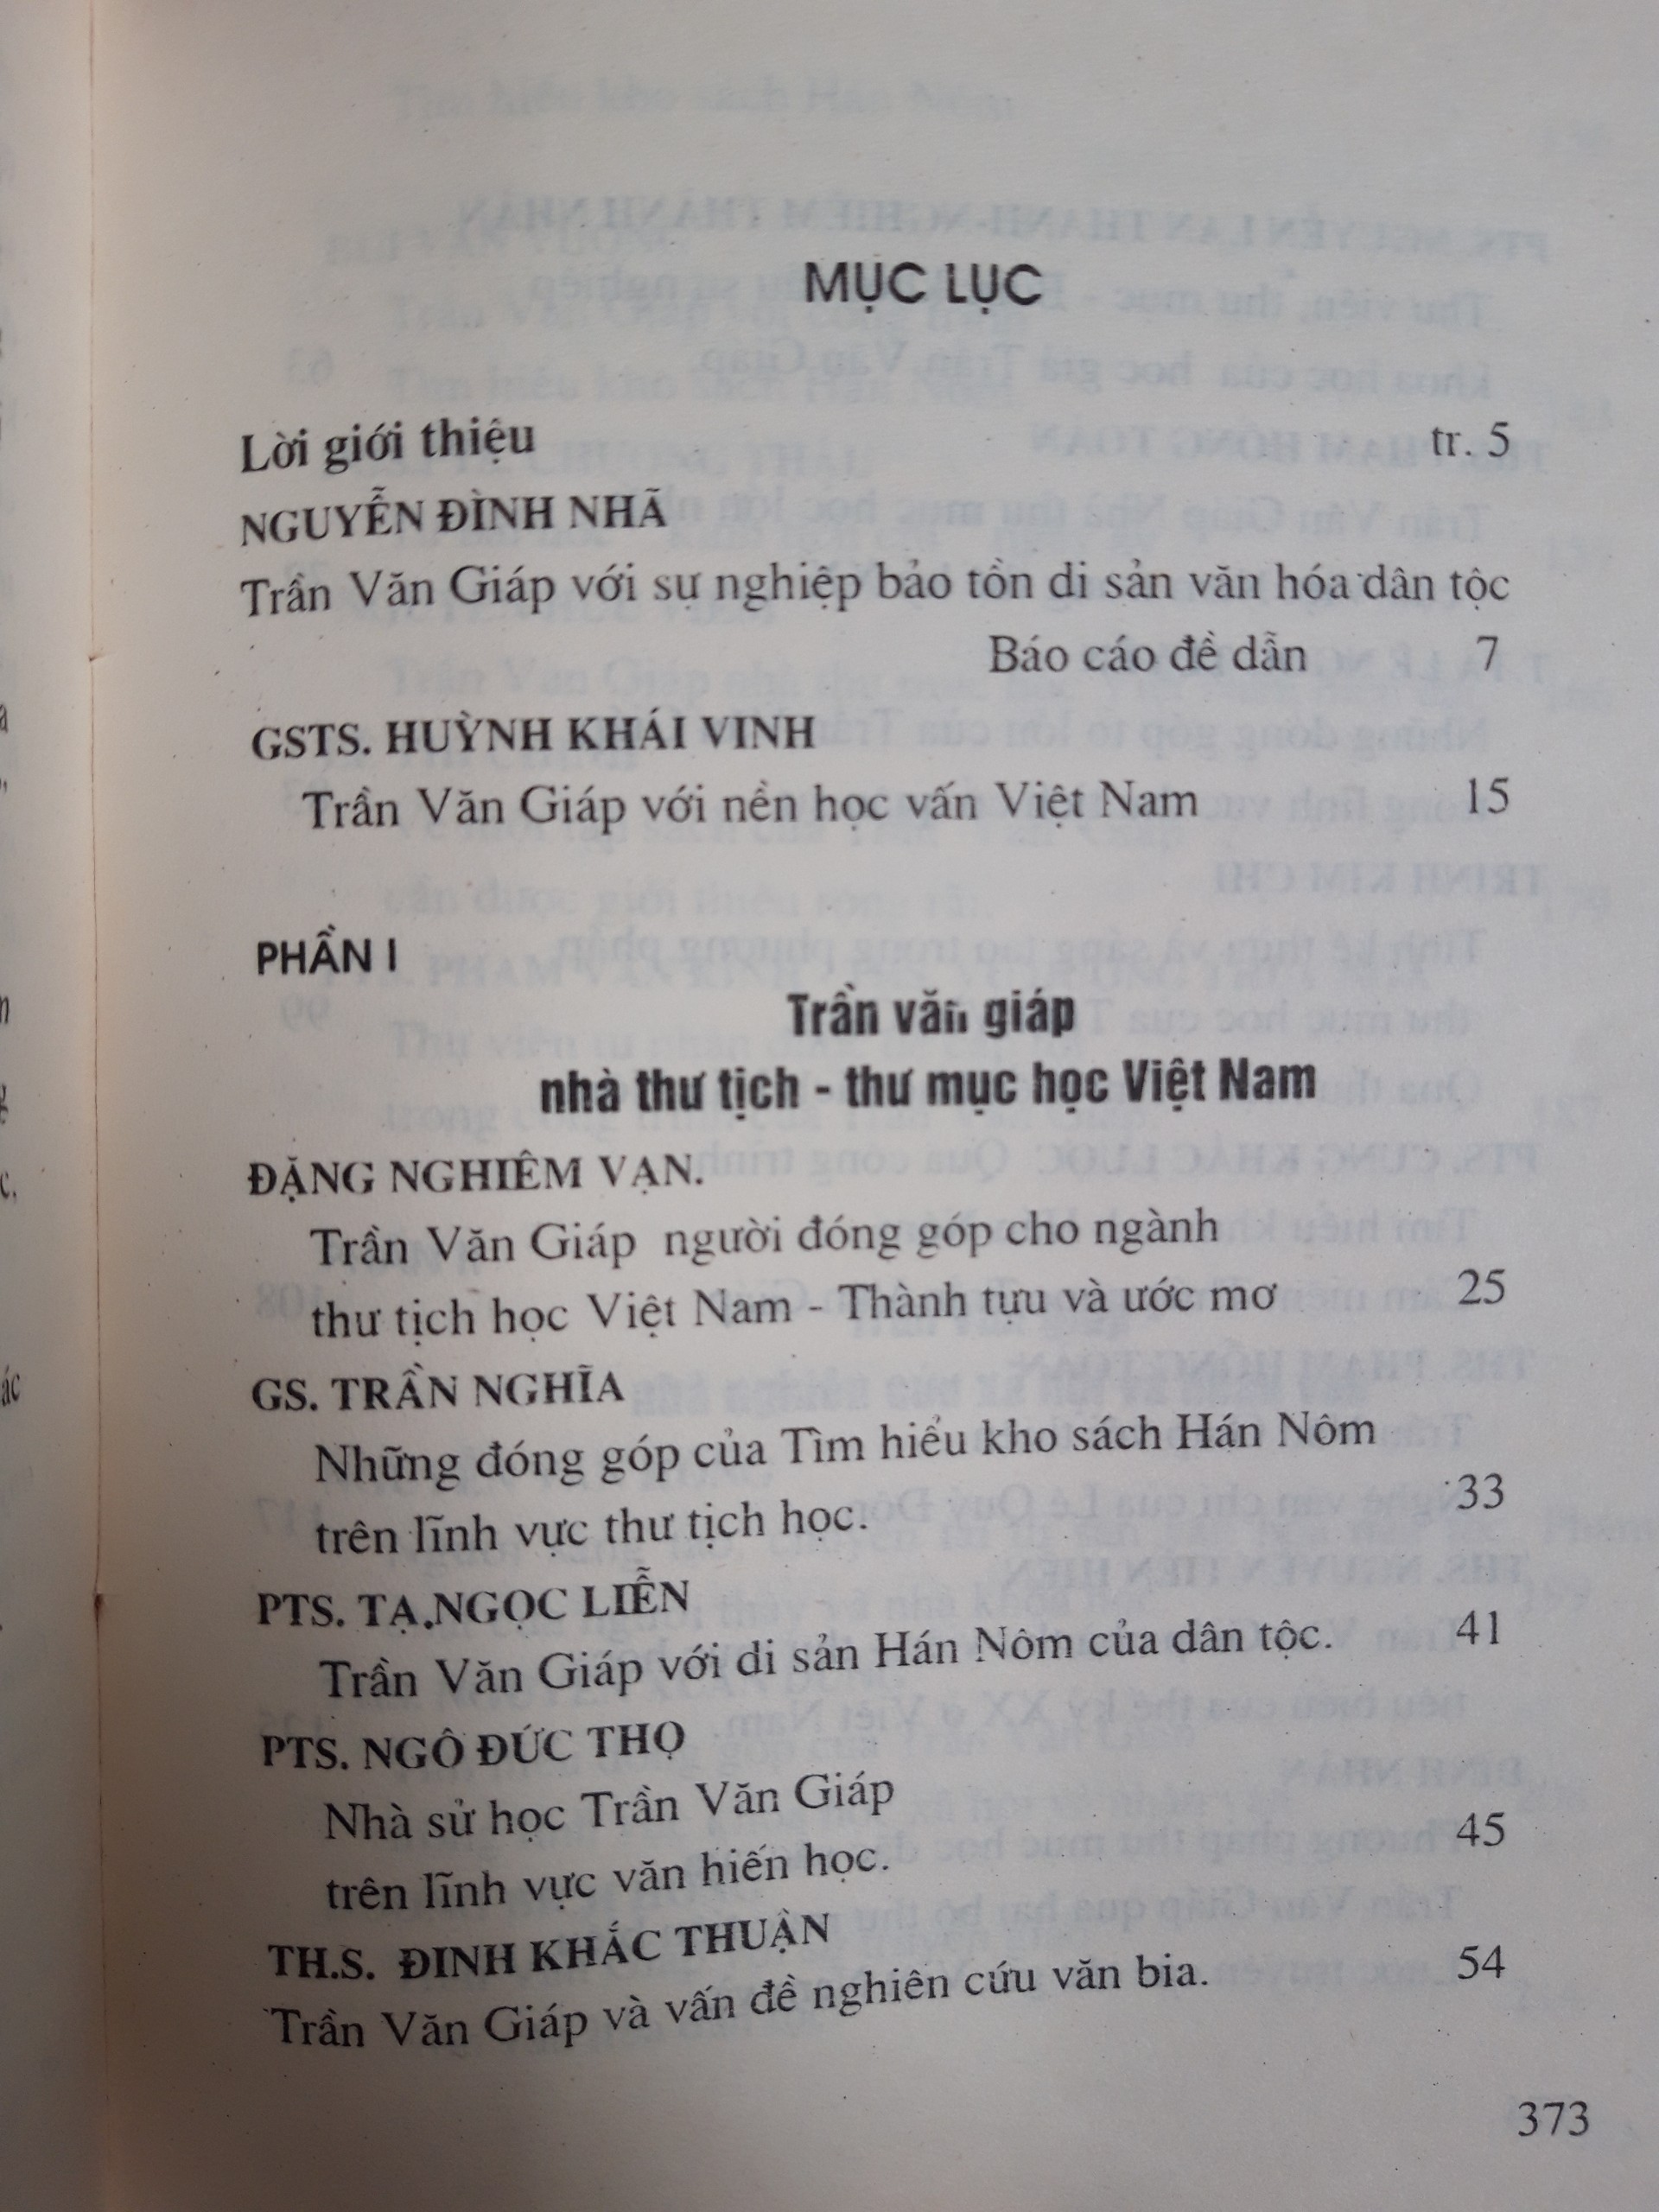 MỤC LỤC
Lời giới thiệu tr. 5
NGUYỄN ĐÌNH NHÃ
Trần Văn Giáp với sự nghiệp bảo tồn di sản văn hóa dân tộc
Báo cáo đề dẫn 7
GSTS. HUỲNH KHÁI VINH
Trần Văn Giáp với nền học vấn Việt Nam 15
PHẦN I
Trần văn giáp
nhà thư tịch - thư mục học Việt Nam
ĐẶNG NGHIÊM VẠN.
Trần Văn Giáp người đóng góp cho ngành
thư tịch học Việt Nam - Thành tựu và ước mơ 25
GS. TRẦN NGHĨA
Những đóng góp của Tìm hiểu kho sách Hán Nôm
trên lĩnh vực thư tịch học. 33
PTS. TẠ.NGỌC LIỄN
Trần Văn Giáp với di sản Hán Nôm của dân tộc. 41
PTS. NGÔ ĐỨC THỌ
Nhà sử học Trần Văn Giáp
trên lĩnh vực văn hiến học. 45
TH.S. ĐINH KHẮC THUẬN
Trần Văn Giáp và vấn đề nghiên cứu văn bia. 54
373